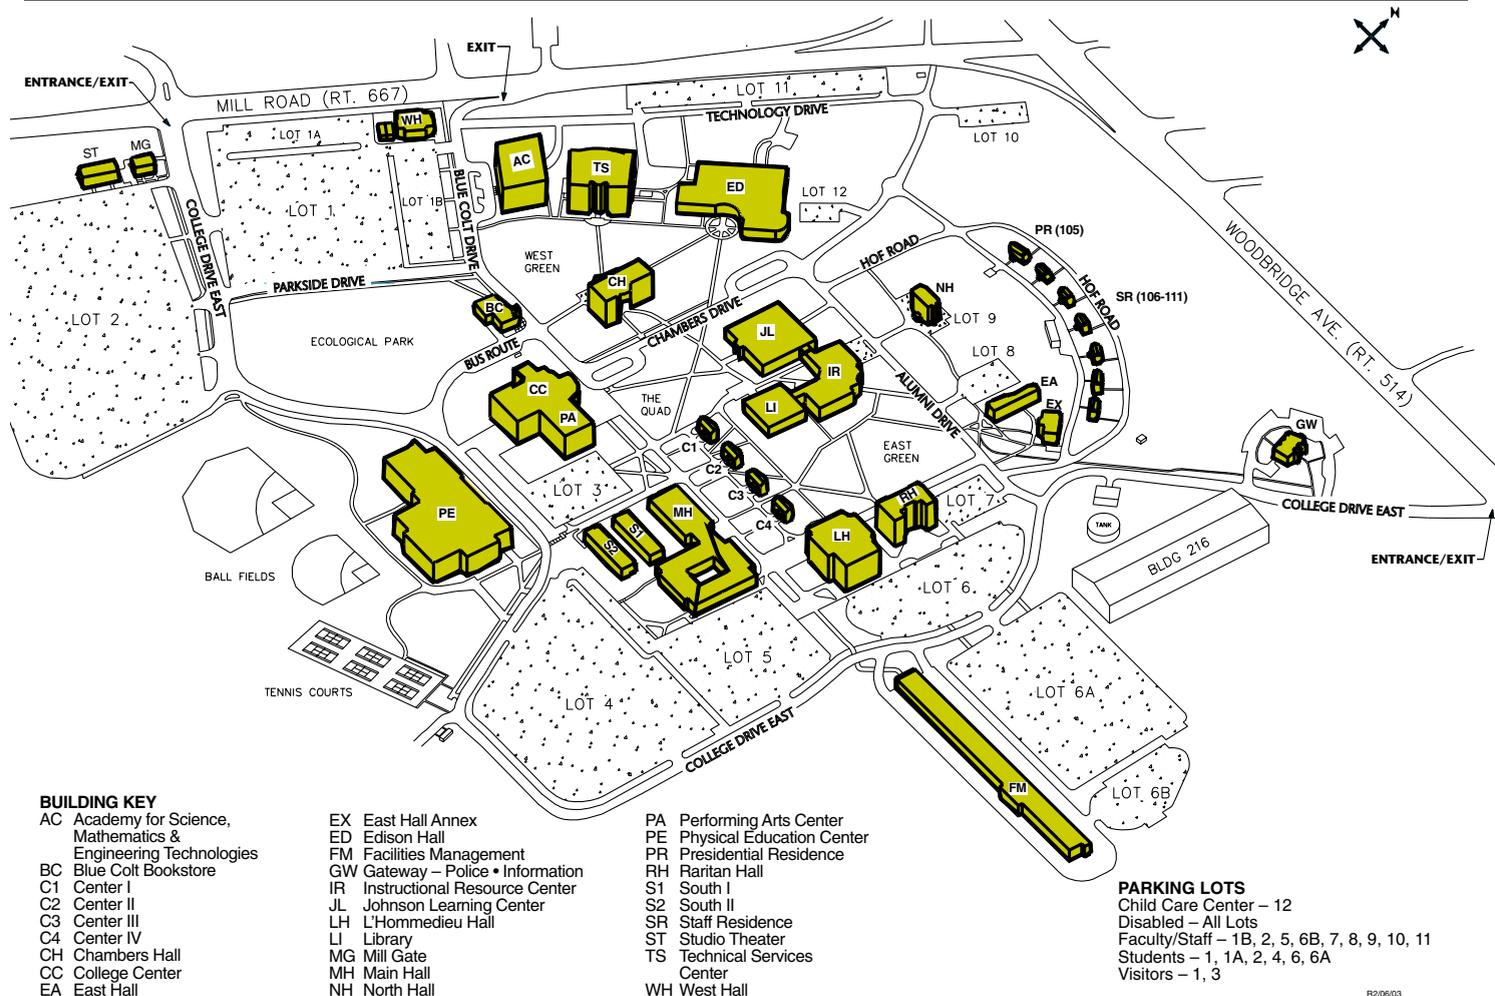 N
EXIT
ENTRANCE/EXIT
MILL ROAD (RT. 667)
LOT 11
TECHNOLOGY DRIVE
LOT 10
WH
LOT 1A
ST
MG
AC
TS
ED
LOT 12
LOT 1
LOT 1B
BLUE COLT DRIVE
COLLEGE DRIVE EAST
WOODBRIDGE AVE. (RT. 514)
PR (105)
HOF ROAD
WEST
GREEN
PARKSIDE DRIVE
CH
NH
HOF ROAD
SR (106-111)
LOT 2
BC
LOT 9
ECOLOGICAL PARK
BUS ROUTE
CHAMBERS DRIVE
JL
LOT 8
IR
CC
PA
THE
QUAD
LI
ALUMNI DRIVE
EA
EX
GW
C1
C2
C3
C4
EAST
GREEN
LOT 3
RH
LOT 7
COLLEGE DRIVE EAST
PE
MH
S1
S2
LH
TANK
BLDG 216
ENTRANCE/EXIT
BALL FIELDS
LOT 6
LOT 5
TENNIS COURTS
LOT 4
LOT 6A
COLLEGE DRIVE EAST
FM
LOT 6B
BUILDING KEY
AC Academy for Science,
Mathematics &
Engineering Technologies
BC Blue Colt Bookstore
C1 Center I
C2 Center II
C3 Center III
C4 Center IV
CH Chambers Hall
CC College Center
EA East Hall
EX East Hall Annex
ED Edison Hall
FM Facilities Management
GW Gateway – Police • Information
IR Instructional Resource Center
JL Johnson Learning Center
LH L'Hommedieu Hall
LI Library
MG Mill Gate
MH Main Hall
NH North Hall
PA Performing Arts Center
PE Physical Education Center
PR Presidential Residence
RH Raritan Hall
S1 South I
S2 South II
SR Staff Residence
ST Studio Theater
TS Technical Services
Center
WH West Hall
PARKING LOTS
Child Care Center – 12
Disabled – All Lots
Faculty/Staff – 1B, 2, 5, 6B, 7, 8, 9, 10, 11
Students – 1, 1A, 2, 4, 6, 6A
Visitors – 1, 3
R2/06/03